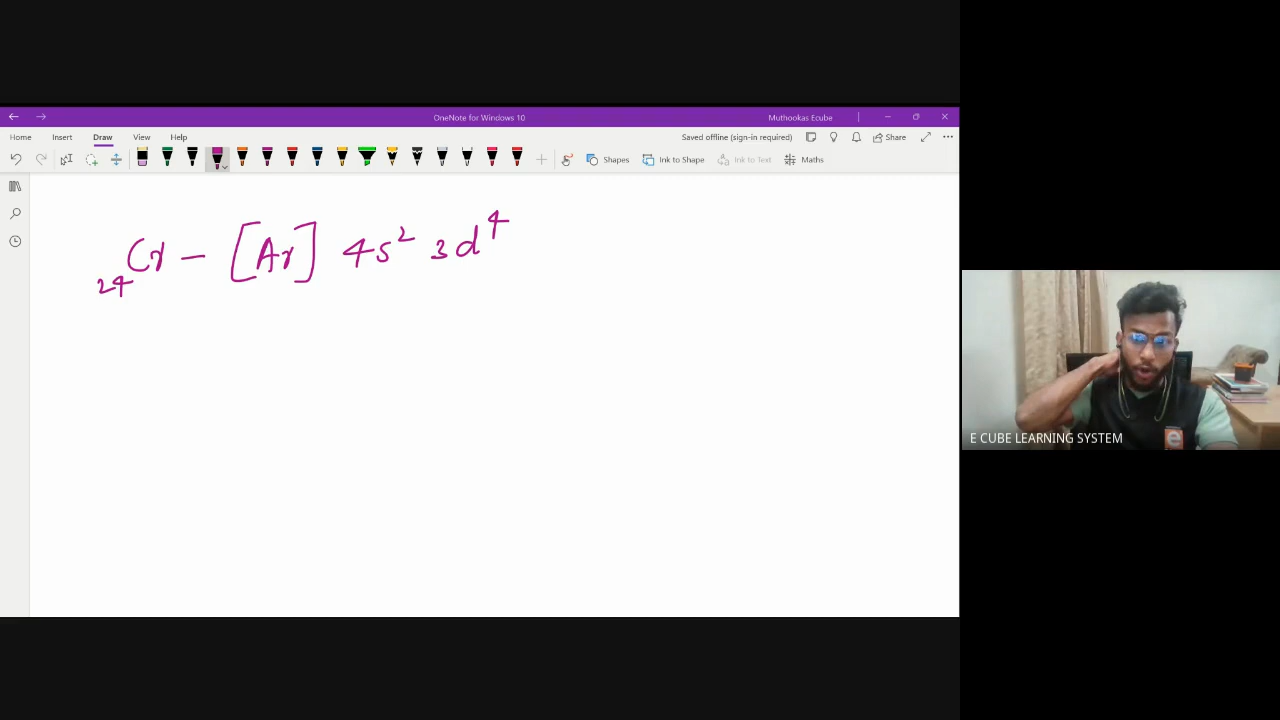 OneNote for Windows 10
Muthookas Ecube
Home Insert Draw View Help
Saved offline (sign-in required)
Share
Shapes
Ink to Shape
Ink to Text
Maths
₂₄Cr - [Ar] 4s² 3d⁴
e
E CUBE LEARNING SYSTEM